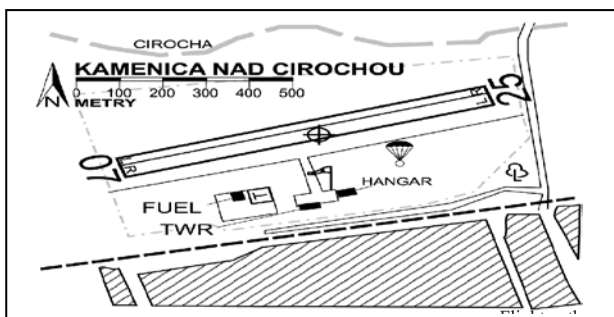 CIROCHA
KAMENICA NAD CIROCHOU
0 100 200 300 400 500
N METRY
25
L R
07
L R
HANGAR
T
FUEL
TWR